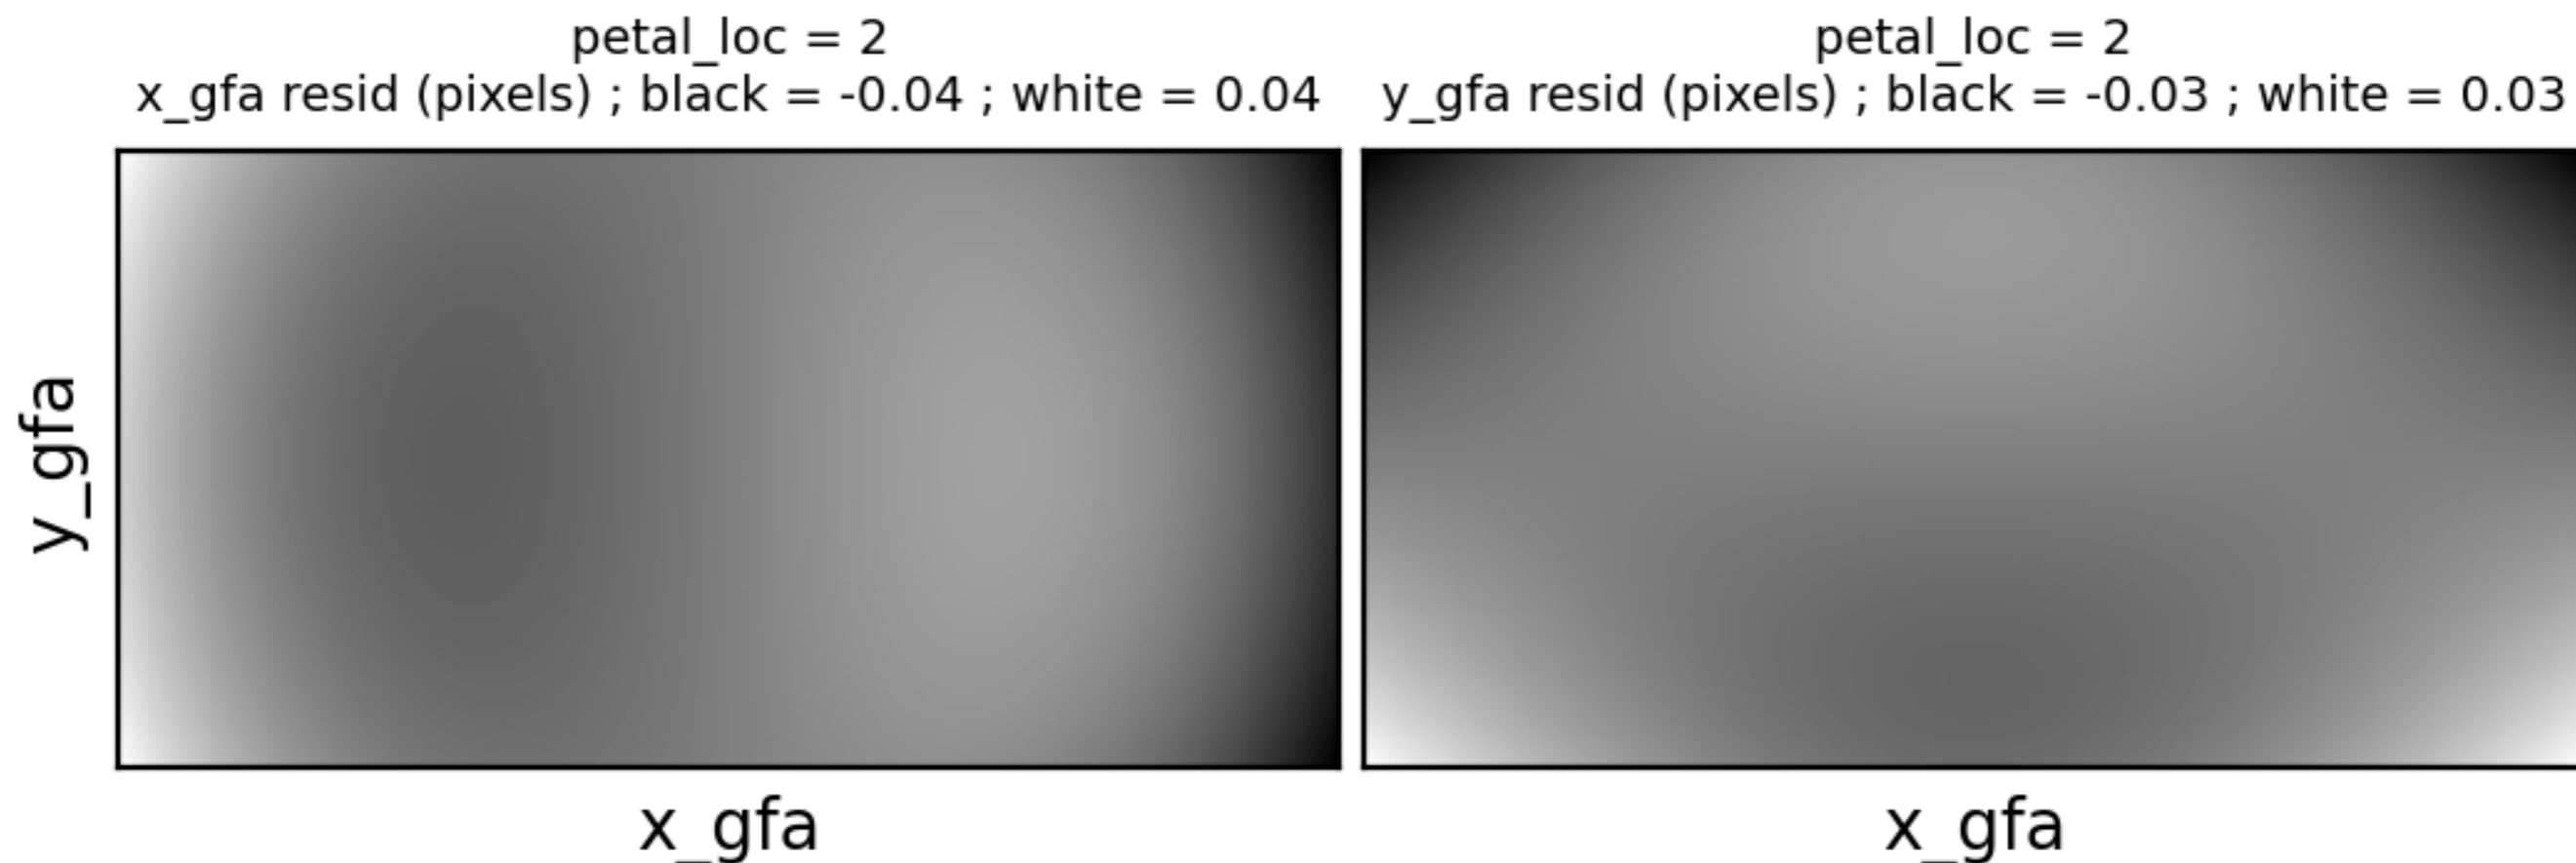 petal_loc = 2
x_gfa resid (pixels) ; black = -0.04 ; white = 0.04
y_gfa
x_gfa
petal_loc = 2
y_gfa resid (pixels) ; black = -0.03 ; white = 0.03
x_gfa